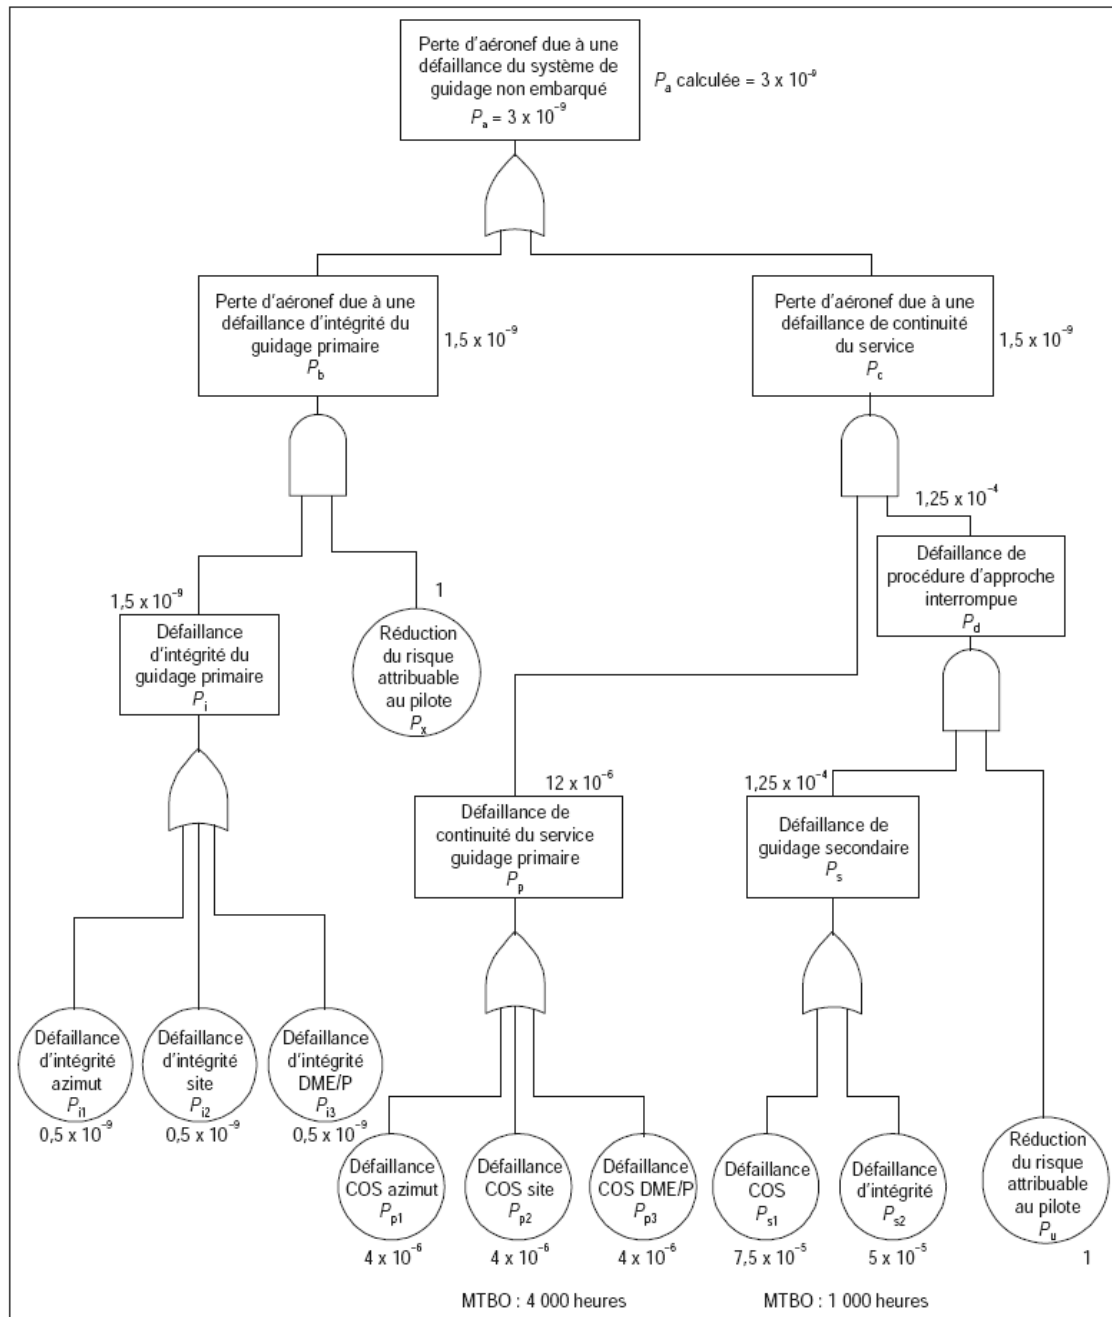 Perte d'aéronef due à une
défaillance du système de
guidage non embarqué
Pa = 3 x 10⁻⁹
Pa calculée = 3 x 10⁻⁹
Perte d'aéronef due à une
défaillance d'intégrité du
guidage primaire
Pb
1,5 x 10⁻⁹
Perte d'aéronef due à une
défaillance de continuité
du service
Pc
1,5 x 10⁻⁹
1,25 x 10⁻⁴
Défaillance de
procédure d'approche
interrompue
Pd
1,5 x 10⁻⁹
Défaillance
d'intégrité du
guidage primaire
Pi
1
Réduction
du risque
attribuable
au pilote
Px
12 x 10⁻⁶
Défaillance de
continuité du service
guidage primaire
Pp
1,25 x 10⁻⁴
Défaillance de
guidage secondaire
Ps
Défaillance
d'intégrité
azimut
Pi1
0,5 x 10⁻⁹
Défaillance
d'intégrité
site
Pi2
0,5 x 10⁻⁹
Défaillance
d'intégrité
DME/P
Pi3
0,5 x 10⁻⁹
Défaillance
COS azimut
Pp1
4 x 10⁻⁶
Défaillance
COS site
Pp2
4 x 10⁻⁶
Défaillance
COS DME/P
Pp3
4 x 10⁻⁶
Défaillance
COS
Ps1
7,5 x 10⁻⁵
Défaillance
d'intégrité
Ps2
5 x 10⁻⁵
Réduction
du risque
attribuable
au pilote
Pu
1
MTBO : 4 000 heures
MTBO : 1 000 heures